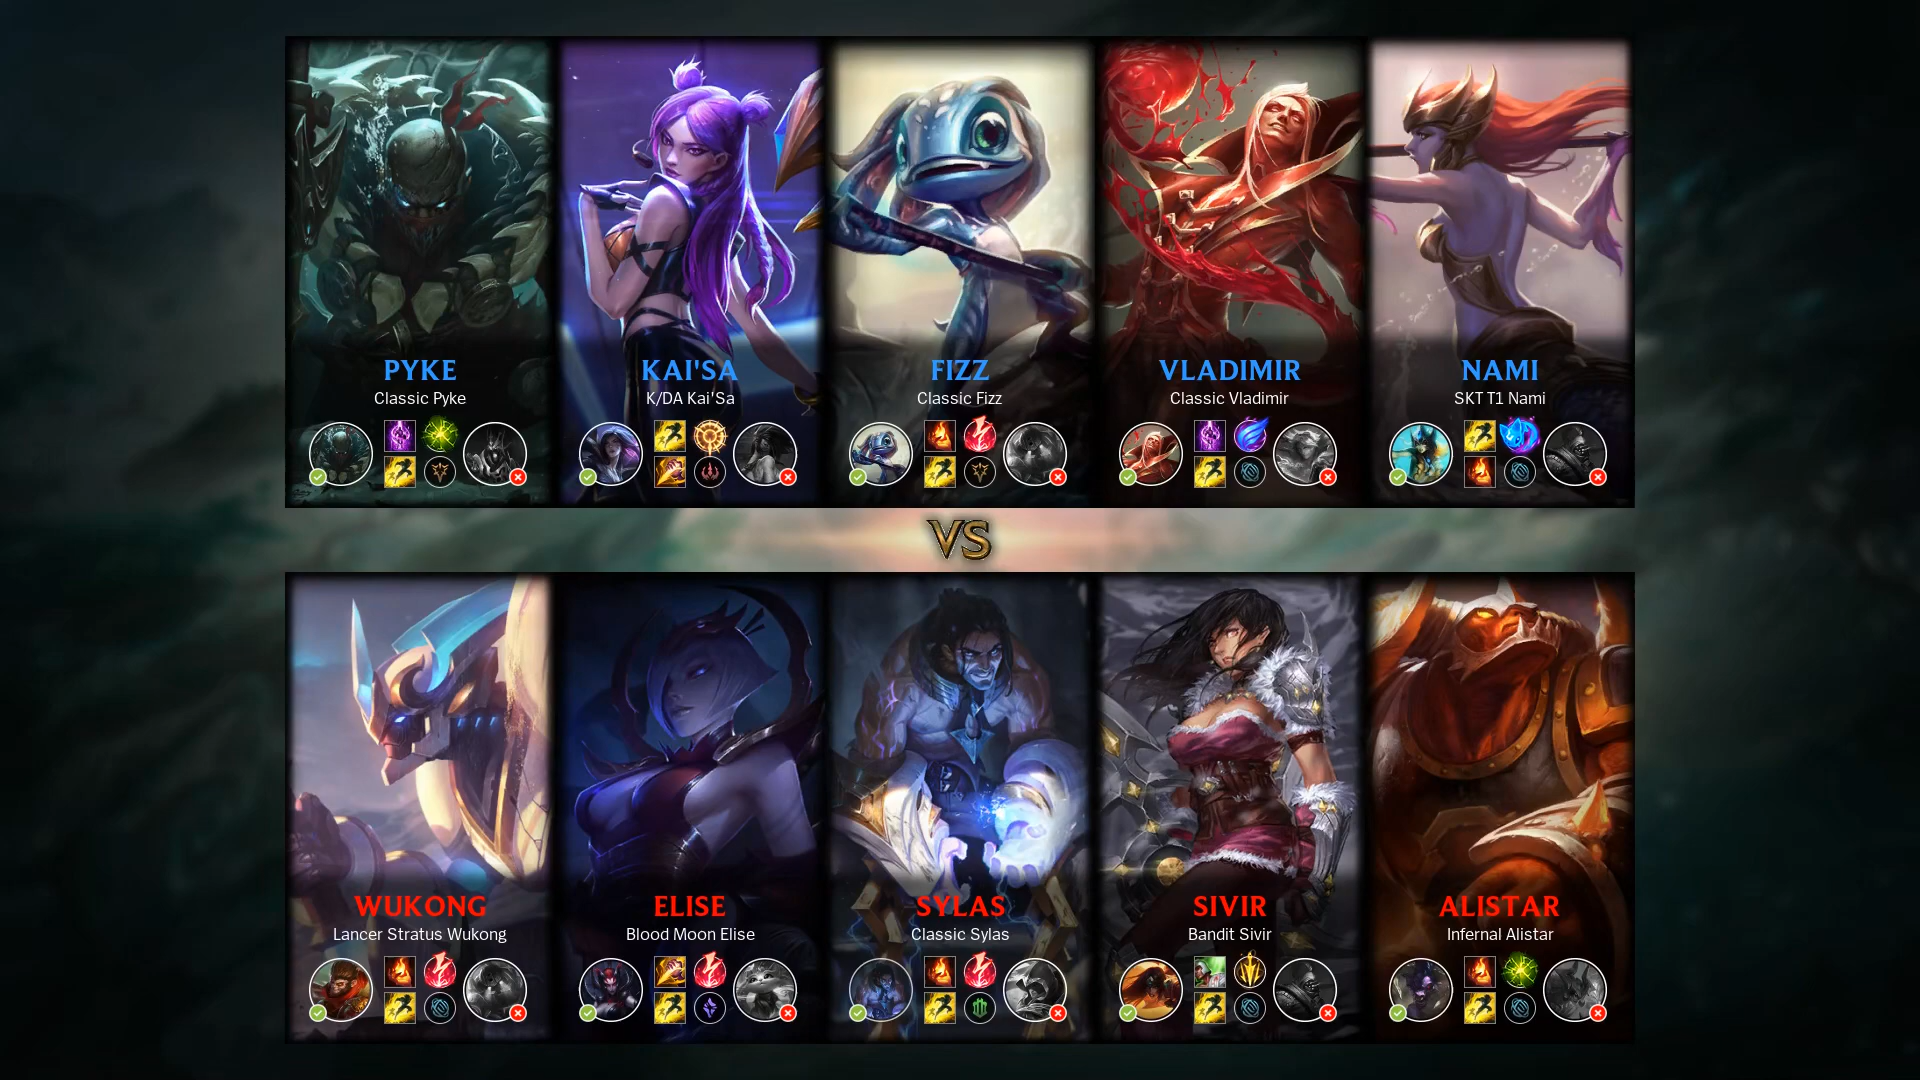 PYKE
Classic Pyke
KAI'SA
K/DA Kai'Sa
FIZZ
Classic Fizz
VLADIMIR
Classic Vladimir
NAMI
SKT T1 Nami
VS
WUKONG
Lancer Stratus Wukong
ELISE
Blood Moon Elise
SYLAS
Classic Sylas
SIVIR
Bandit Sivir
ALISTAR
Infernal Alistar